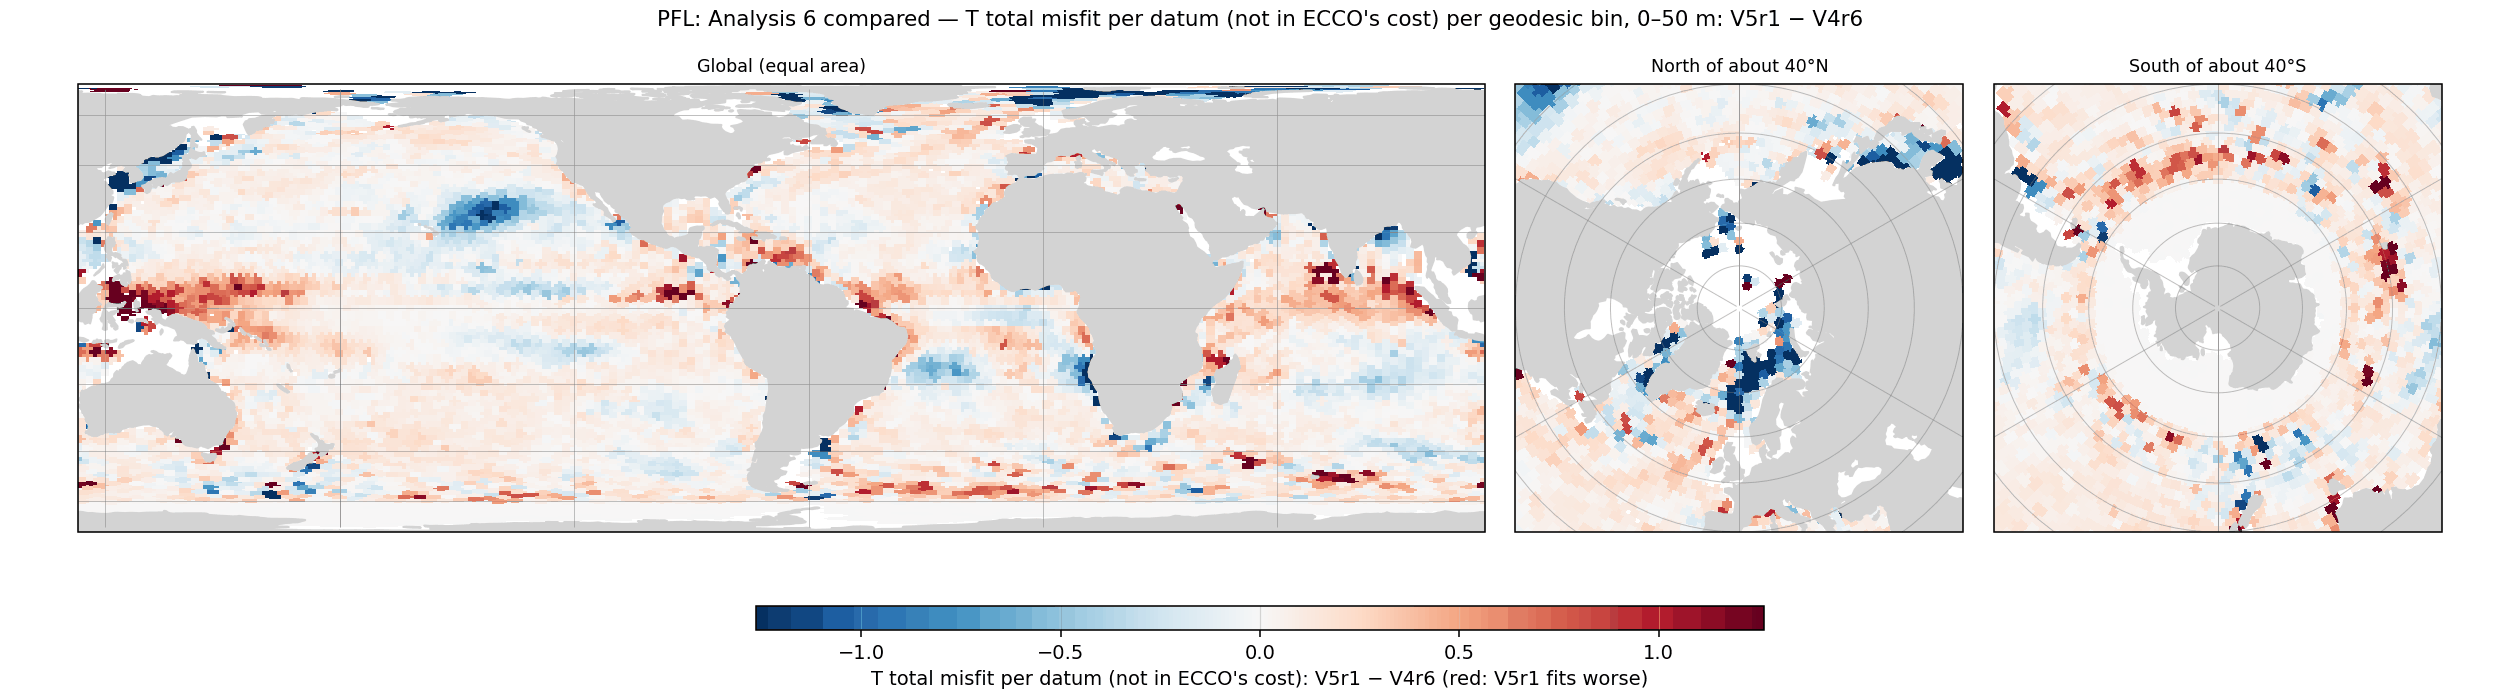 PFL: Analysis 6 compared — T total misfit per datum (not in ECCO's cost) per geodesic bin, 0–50 m: V5r1 − V4r6
Global (equal area)
North of about 40°N
South of about 40°S
−1.0 −0.5 0.0 0.5 1.0
T total misfit per datum (not in ECCO's cost): V5r1 − V4r6 (red: V5r1 fits worse)